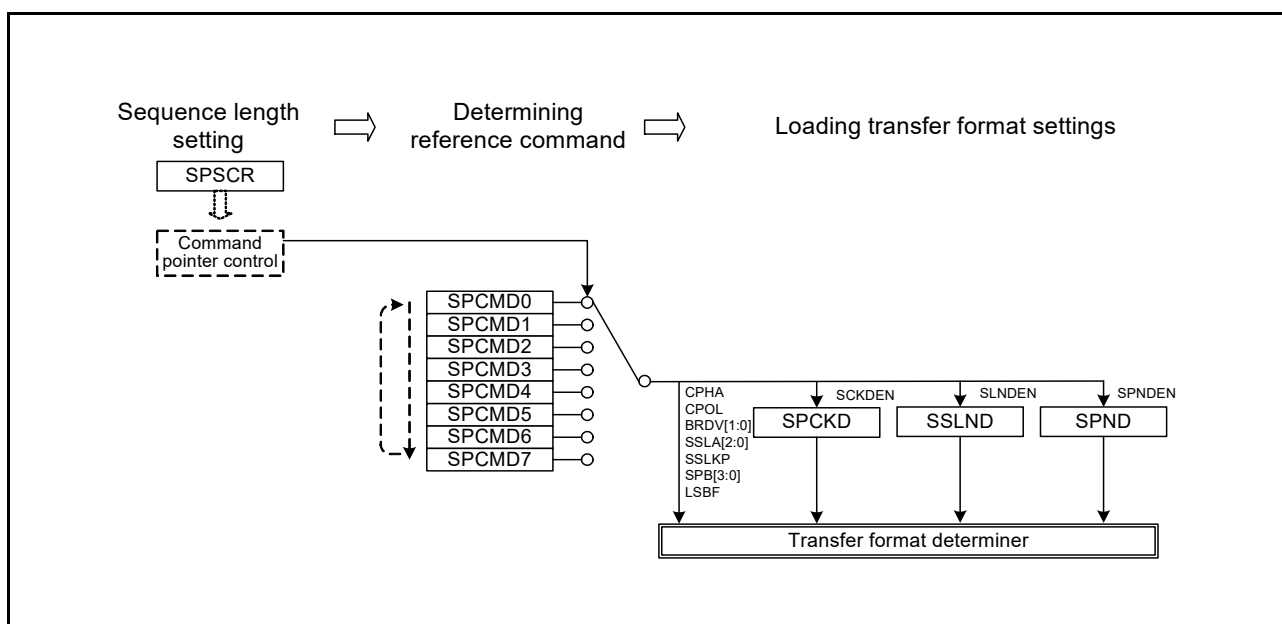 Sequence length
setting
Determining
reference command
Loading transfer format settings
SPSCR
Command
pointer control
SPCMD0
SPCMD1
SPCMD2
SPCMD3
SPCMD4
SPCMD5
SPCMD6
SPCMD7
CPHA
CPOL
BRDV[1:0]
SSLA[2:0]
SSLKP
SPB[3:0]
LSBF
SCKDEN
SPCKD
SLNDEN
SSLND
SPNDEN
SPND
Transfer format determiner